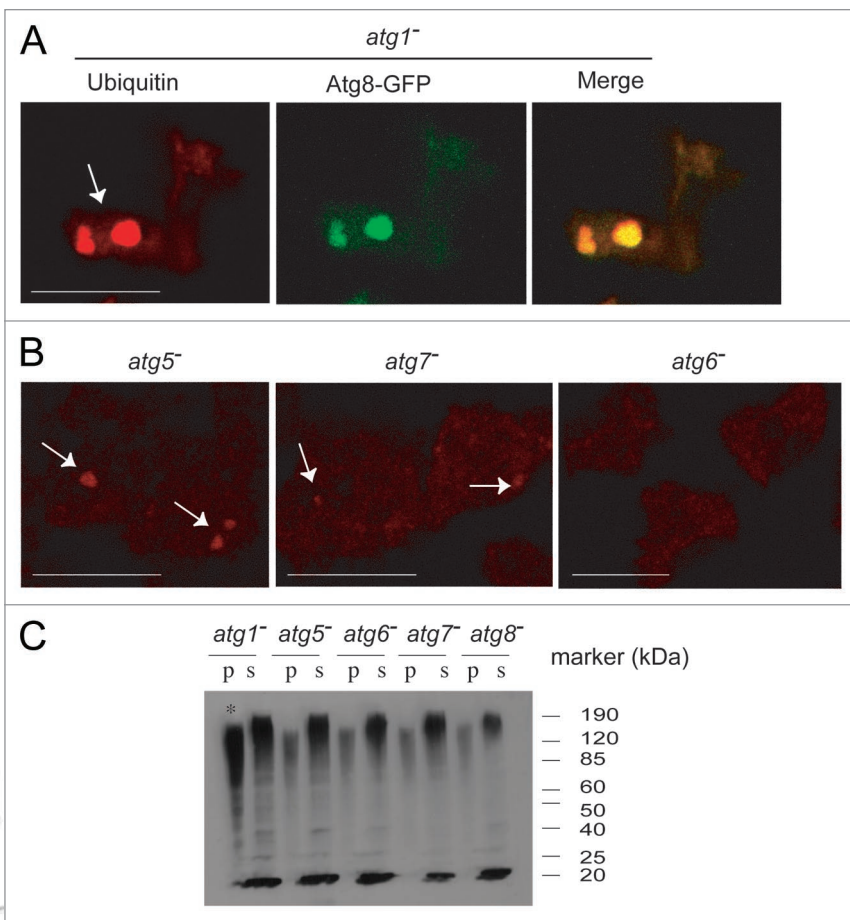 A
atg1-
Ubiquitin Atg8-GFP Merge
B
atg5- atg7- atg6-
C
atg1- atg5- atg6- atg7- atg8-
p s p s p s p s p s
marker (kDa)
*
190
120
85
60
50
40
25
20